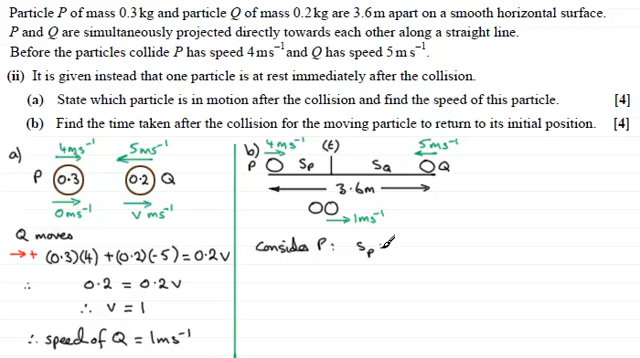 Particle P of mass 0.3 kg and particle Q of mass 0.2 kg are 3.6 m apart on a smooth horizontal surface.
P and Q are simultaneously projected directly towards each other along a straight line.
Before the particles collide P has speed 4 m s⁻¹ and Q has speed 5 m s⁻¹.
(ii) It is given instead that one particle is at rest immediately after the collision.
(a) State which particle is in motion after the collision and find the speed of this particle. [4]
(b) Find the time taken after the collision for the moving particle to return to its initial position. [4]
a) 4ms⁻¹ 5ms⁻¹
P 0.3 0.2 Q
0ms⁻¹ v ms⁻¹
Q moves
→+ (0.3)(4) + (0.2)(-5) = 0.2v
∴ 0.2 = 0.2v
∴ v = 1
∴ speed of Q = 1ms⁻¹
b) 4ms⁻¹ (t) 5ms⁻¹
P Sp SQ Q
3.6m
1ms⁻¹
Consider P: Sp